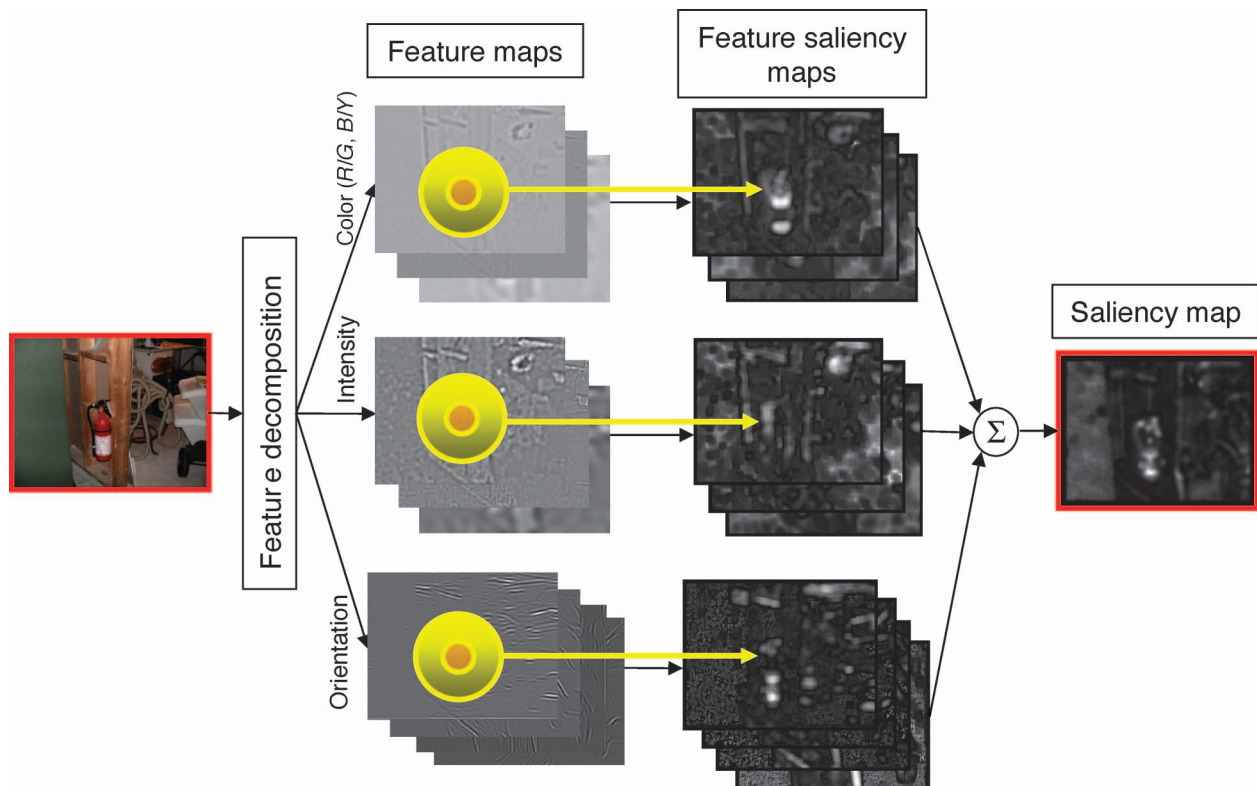 Feature maps
Feature saliency
maps
Color (R/G, B/Y)
Intensity
Orientation
Feature decomposition
Σ
Saliency map